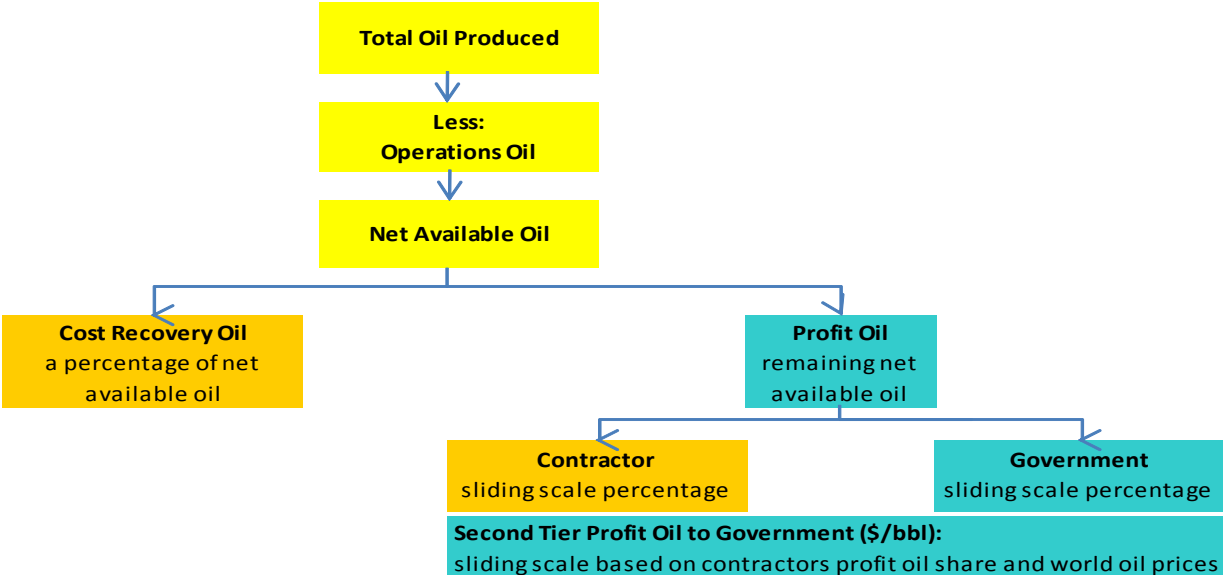 Total Oil Produced
Less:
Operations Oil
Net Available Oil
Cost Recovery Oil
a percentage of net
available oil
Profit Oil
remaining net
available oil
Contractor
sliding scale percentage
Government
sliding scale percentage
Second Tier Profit Oil to Government ($/bbl):
sliding scale based on contractors profit oil share and world oil prices